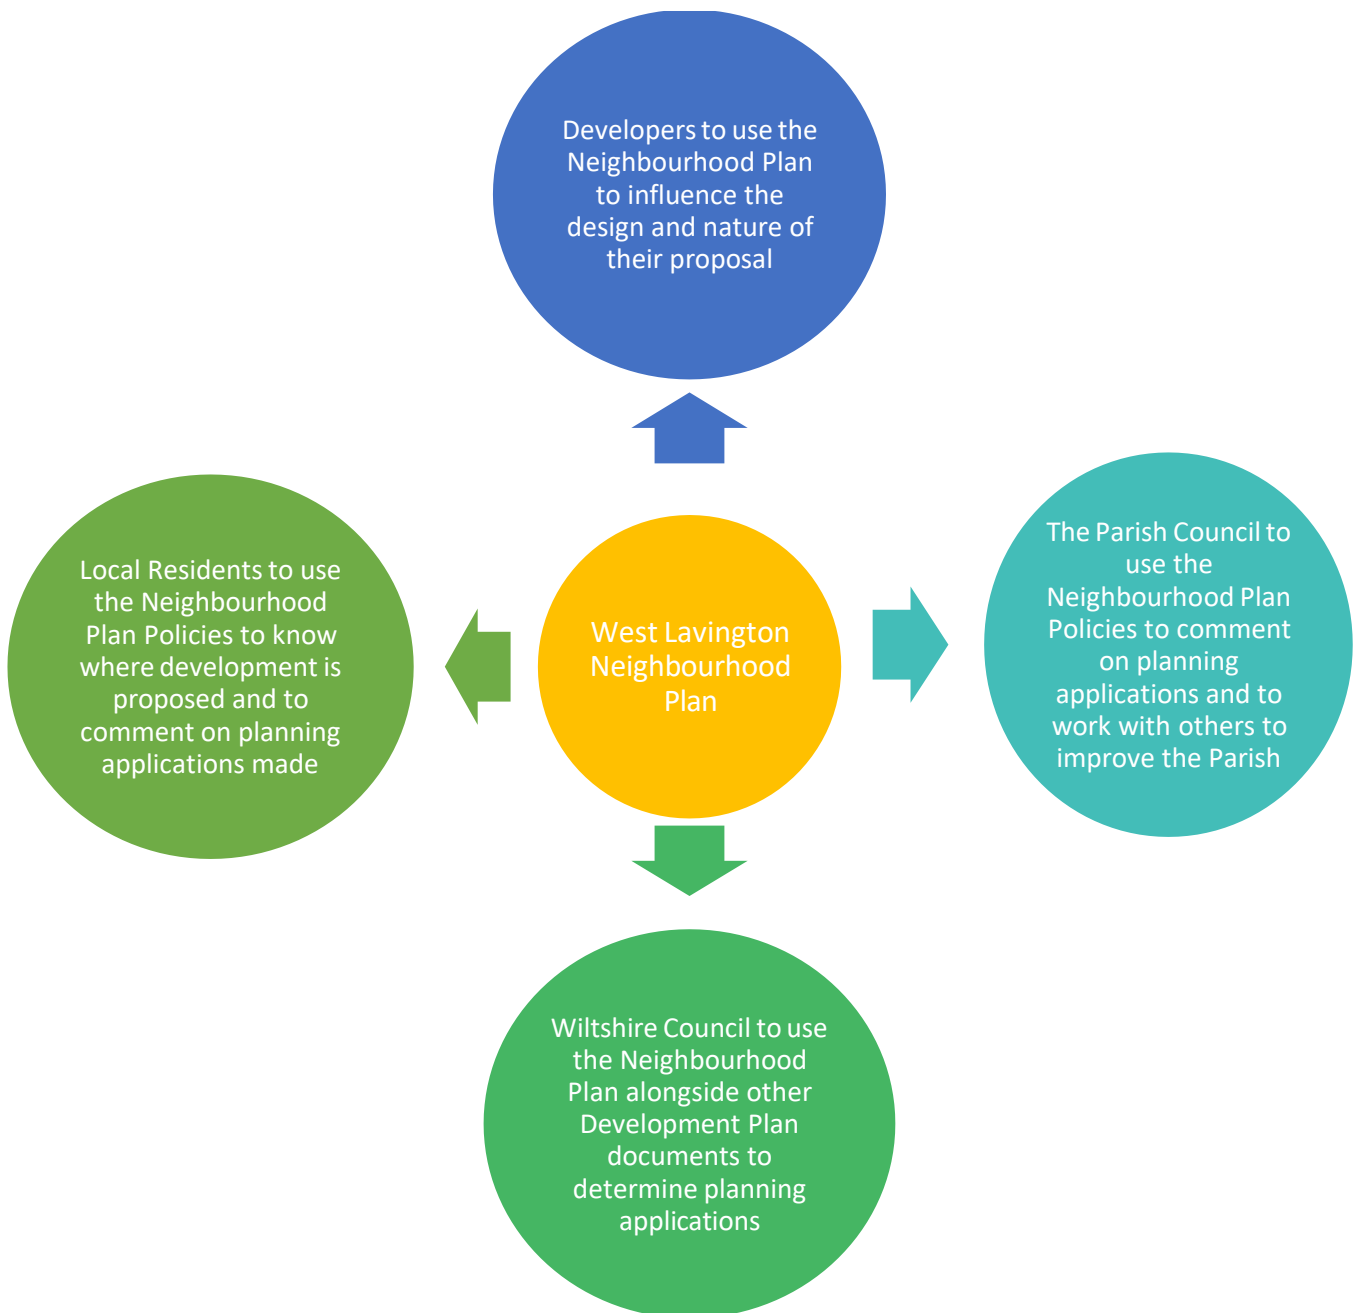 Developers to use the
Neighbourhood Plan
to influence the
design and nature of
their proposal
Local Residents to use
the Neighbourhood
Plan Policies to know
where development is
proposed and to
comment on planning
applications made
West Lavington
Neighbourhood
Plan
The Parish Council to
use the
Neighbourhood Plan
Policies to comment
on planning
applications and to
work with others to
improve the Parish
Wiltshire Council to use
the Neighbourhood
Plan alongside other
Development Plan
documents to
determine planning
applications